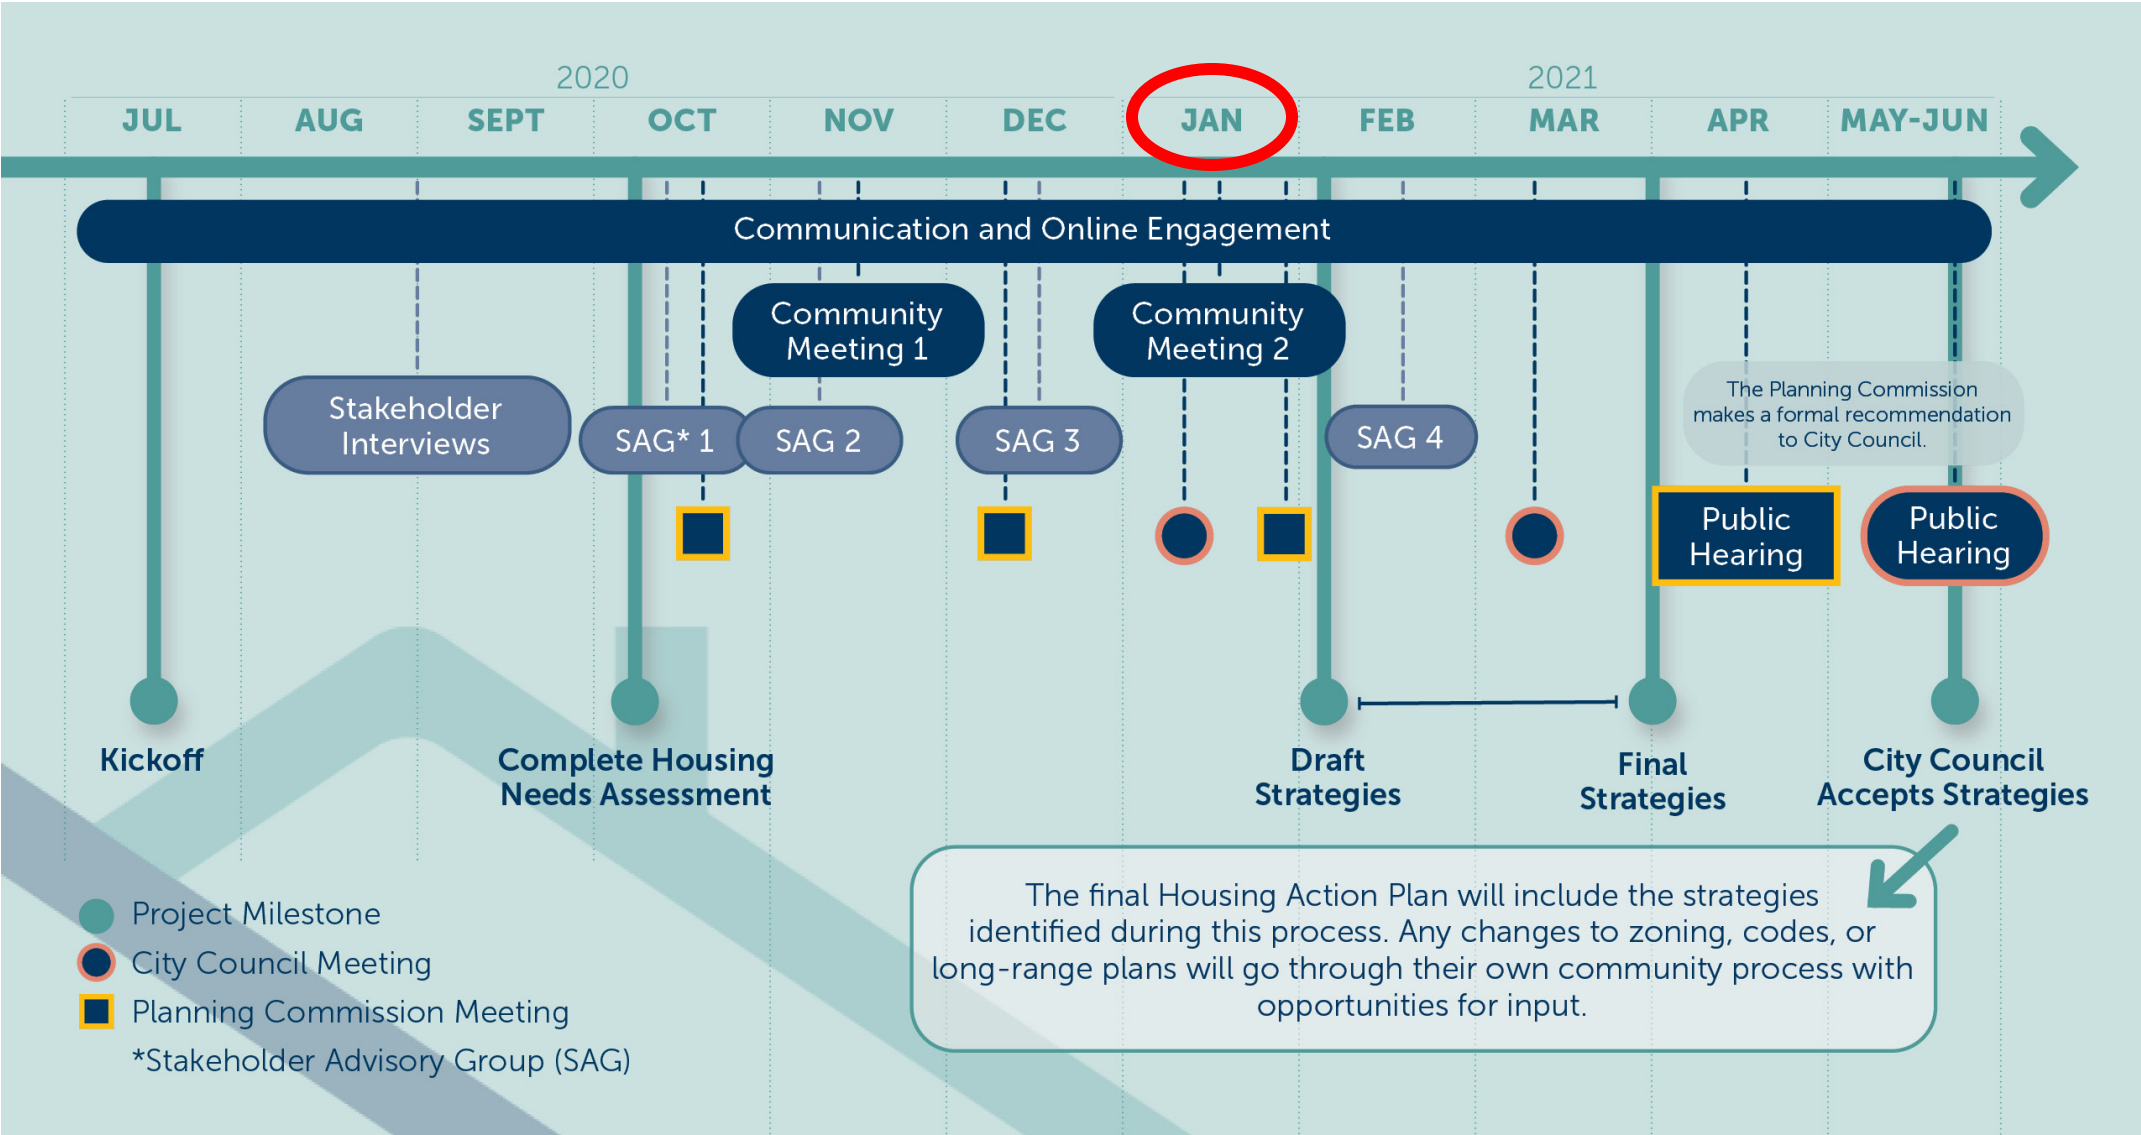 2020
2021
JUL AUG SEPT OCT NOV DEC JAN FEB MAR APR MAY-JUN
Communication and Online Engagement
Community
Meeting 1
Community
Meeting 2
Stakeholder
Interviews
SAG* 1
SAG 2
SAG 3
SAG 4
The Planning Commission
makes a formal recommendation
to City Council.
Public
Hearing
Public
Hearing
Kickoff
Complete Housing
Needs Assessment
Draft
Strategies
Final
Strategies
City Council
Accepts Strategies
The final Housing Action Plan will include the strategies
identified during this process. Any changes to zoning, codes, or
long-range plans will go through their own community process with
opportunities for input.
Project Milestone
City Council Meeting
Planning Commission Meeting
*Stakeholder Advisory Group (SAG)